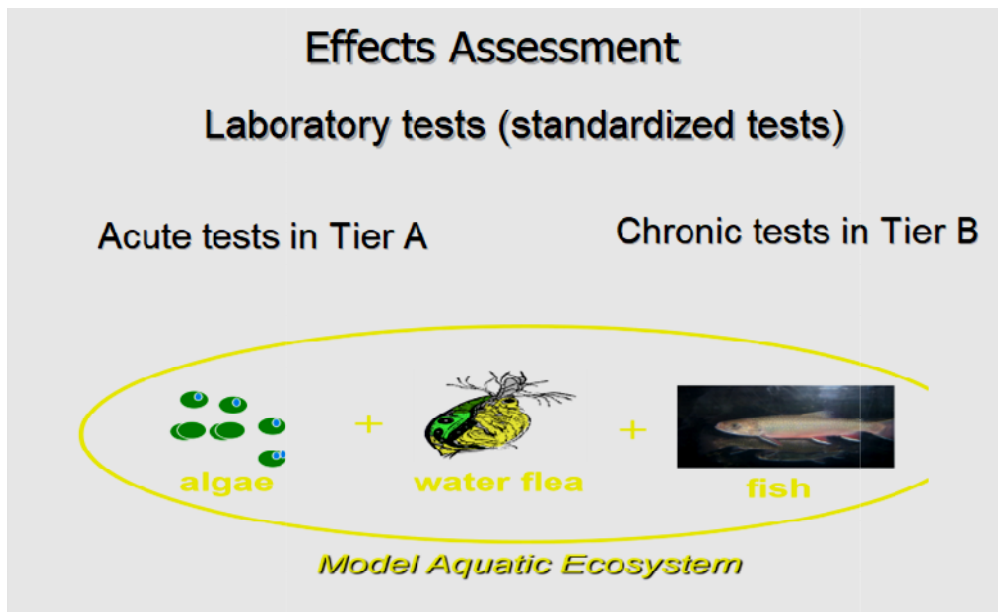 Effects Assessment
Laboratory tests (standardized tests)
Acute tests in Tier A
Chronic tests in Tier B
+
+
algae
water flea
fish
Model Aquatic Ecosystem